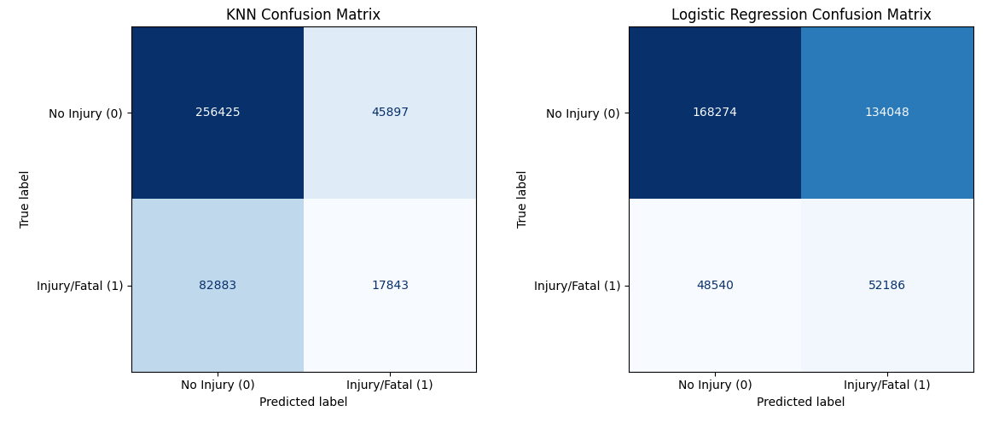 KNN Confusion Matrix
True label
No Injury (0)
256425
45897
Injury/Fatal (1)
82883
17843
No Injury (0)
Injury/Fatal (1)
Predicted label
Logistic Regression Confusion Matrix
True label
No Injury (0)
168274
134048
Injury/Fatal (1)
48540
52186
No Injury (0)
Injury/Fatal (1)
Predicted label